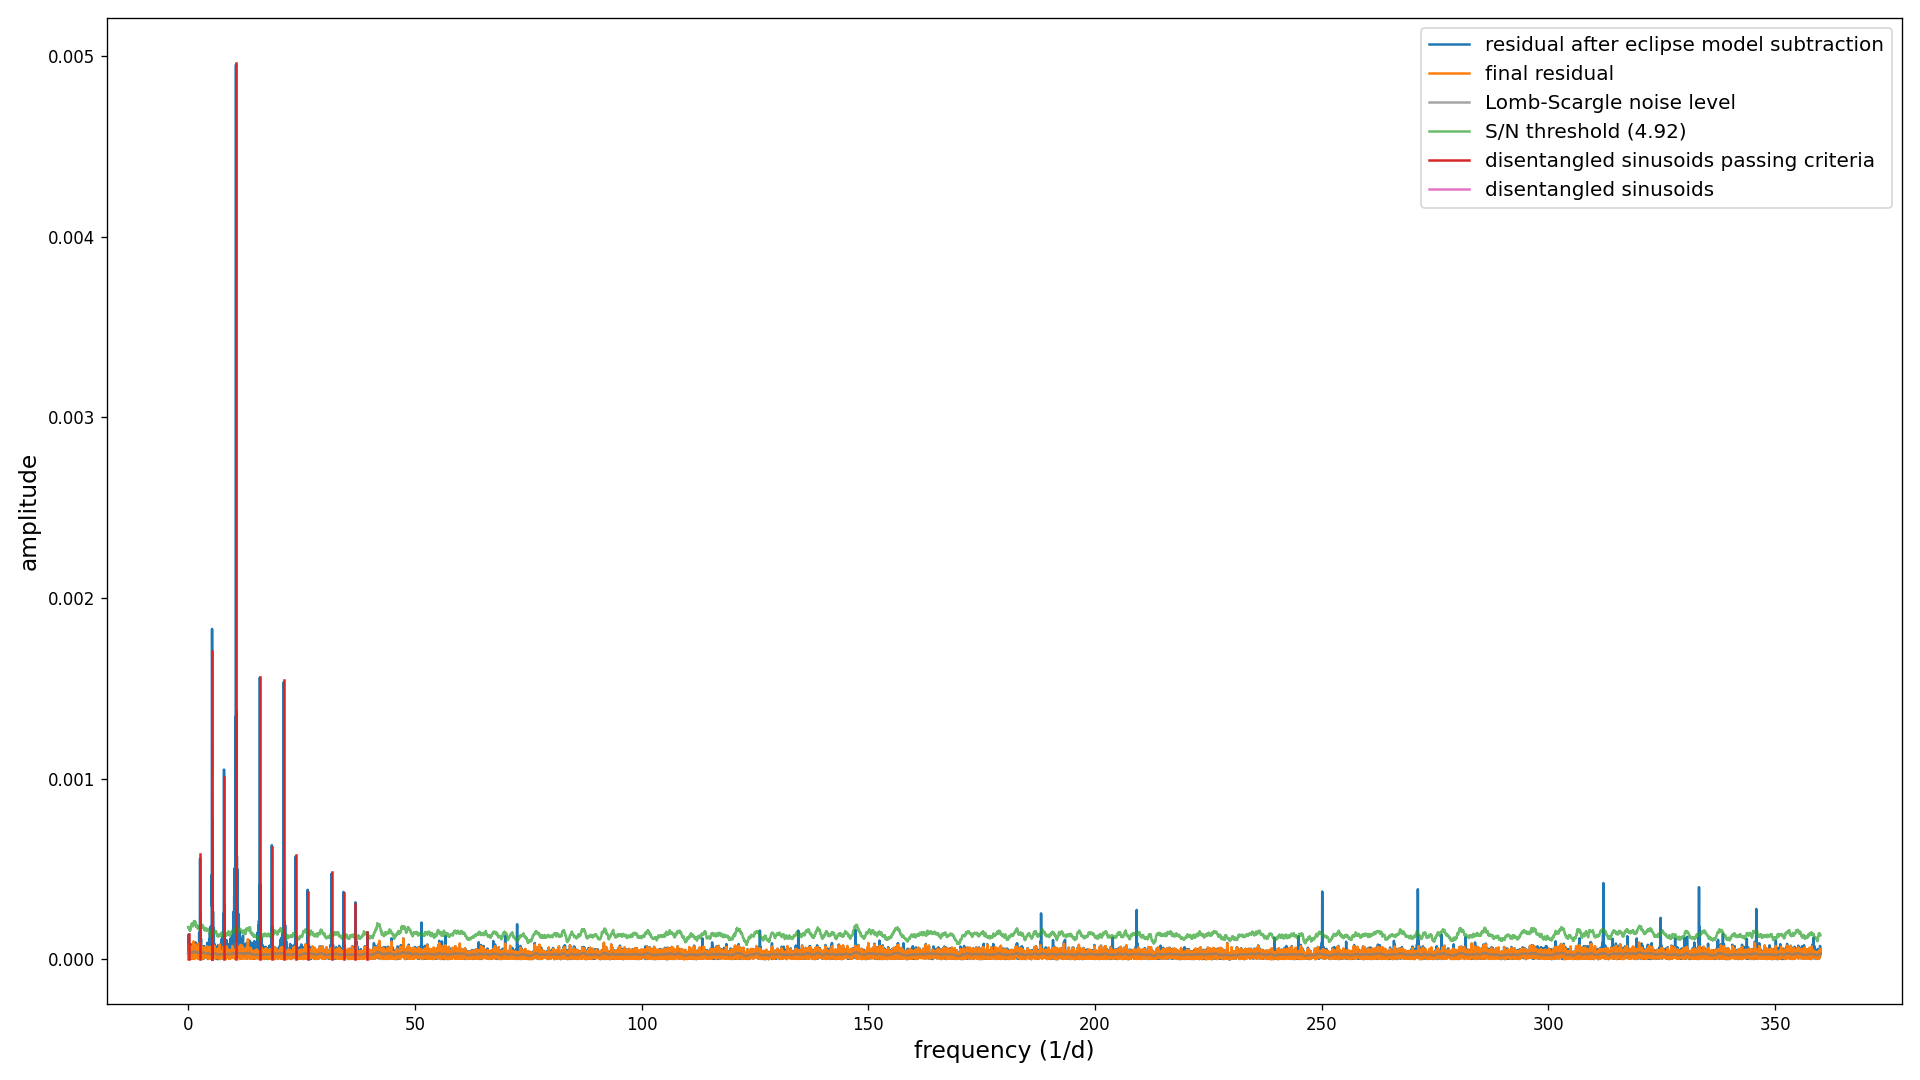 residual after eclipse model subtraction
final residual
Lomb-Scargle noise level
S/N threshold (4.92)
disentangled sinusoids passing criteria
disentangled sinusoids
0.005
0.004
0.003
0.002
0.001
0.000
amplitude
0 50 100 150 200 250 300 350
frequency (1/d)